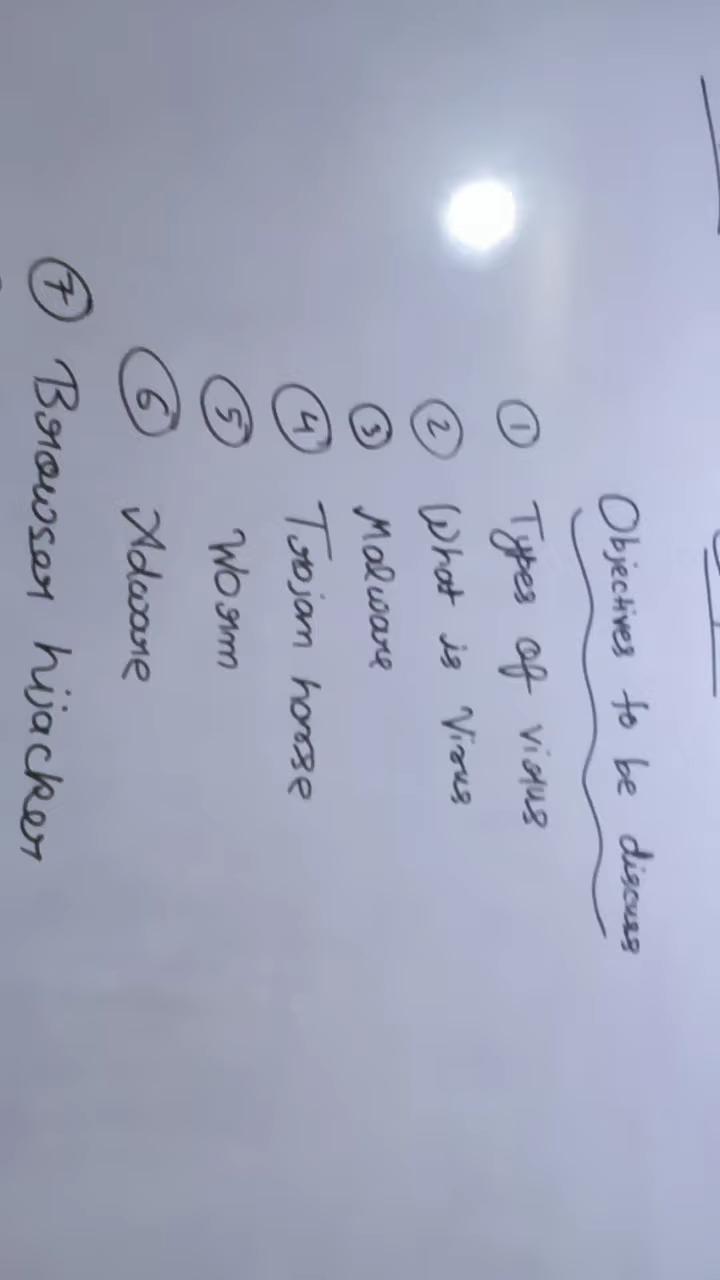 Objectives to be discuss
① Types of virus
② What is Virus
③ Malware
④ Trojan horse
⑤ Worm
⑥ Adware
⑦ Browser hijacker